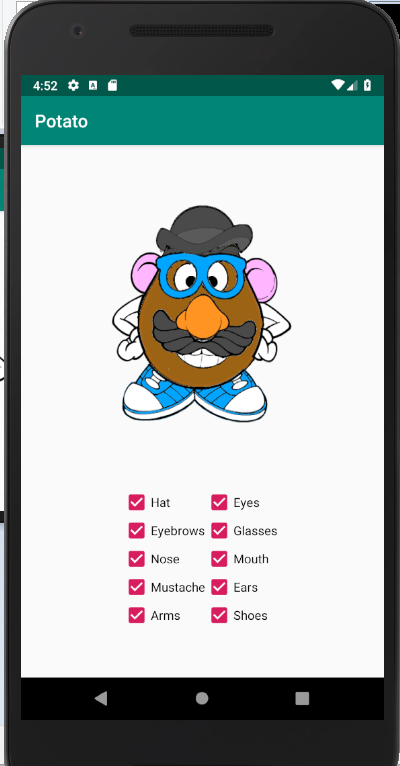 4:52 A
Potato
Hat Eyes
Eyebrows Glasses
Nose Mouth
Mustache Ears
Arms Shoes